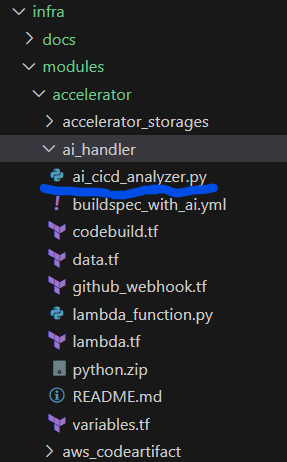 infra
docs
modules
accelerator
accelerator_storages
ai_handler
ai_cicd_analyzer.py
buildspec_with_ai.yml
codebuild.tf
data.tf
github_webhook.tf
lambda_function.py
lambda.tf
python.zip
README.md
variables.tf
aws_codeartifact